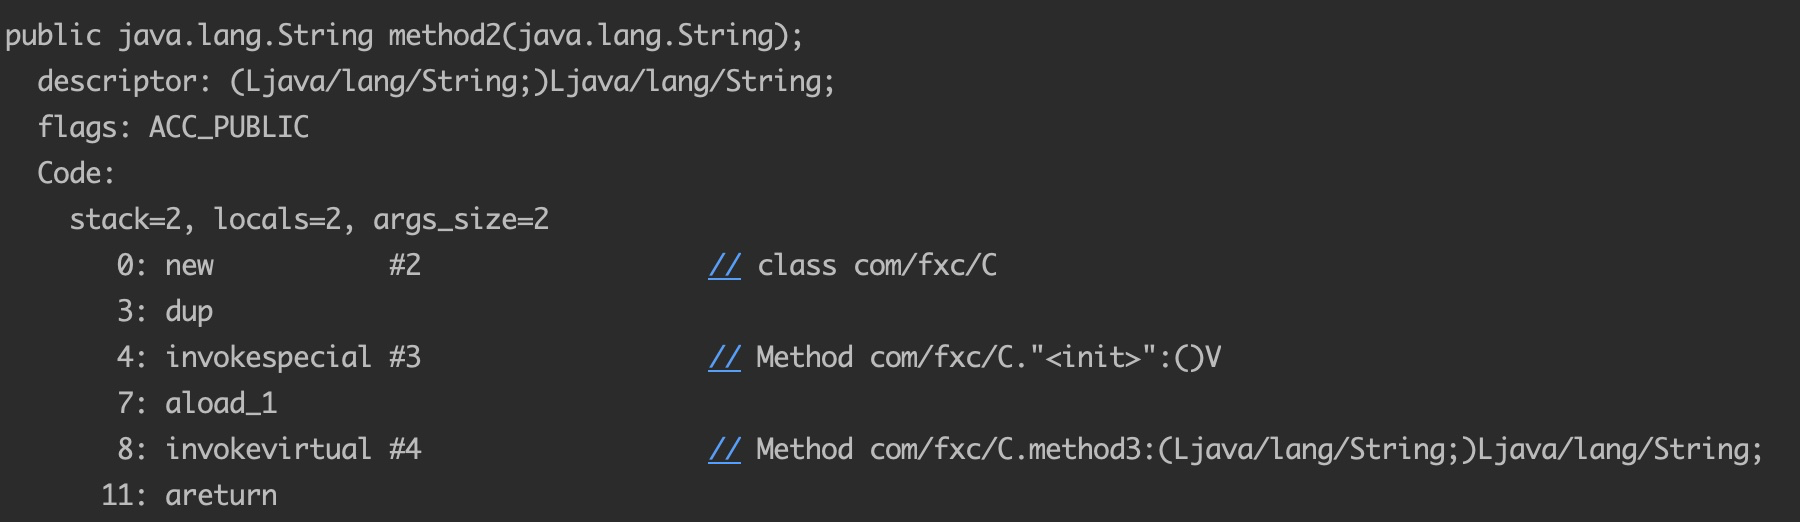 public java.lang.String method2(java.lang.String);
descriptor: (Ljava/lang/String;)Ljava/lang/String;
flags: ACC_PUBLIC
Code:
stack=2, locals=2, args_size=2
0: new #2 // class com/fxc/C
3: dup
4: invokespecial #3 // Method com/fxc/C."<init>":()V
7: aload_1
8: invokevirtual #4 // Method com/fxc/C.method3:(Ljava/lang/String;)Ljava/lang/String;
11: areturn